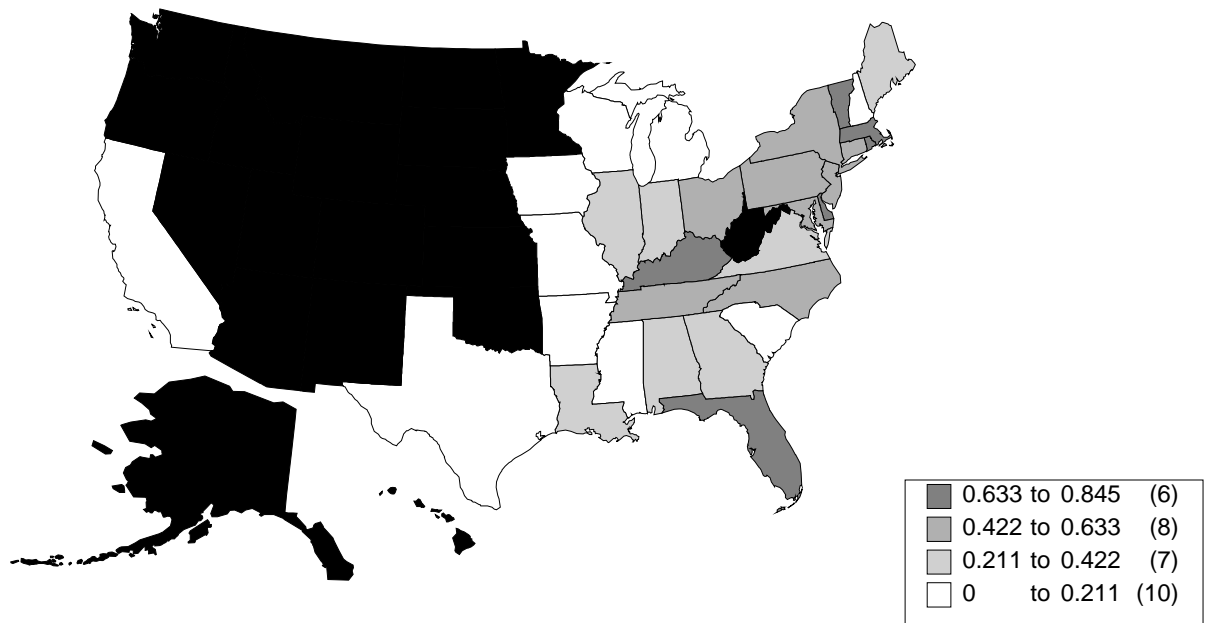 0.633 to 0.845 (6)
0.422 to 0.633 (8)
0.211 to 0.422 (7)
0 to 0.211 (10)